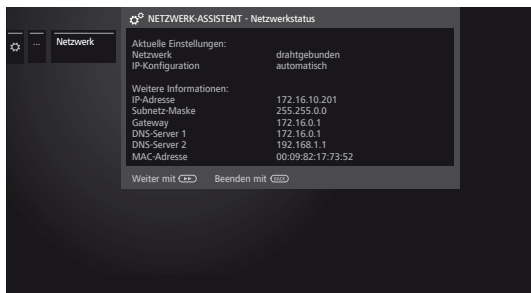 NETZWERK-ASSISTENT - Netzwerkstatus
... Netzwerk
Aktuelle Einstellungen:
Netzwerk drahtgebunden
IP-Konfiguration automatisch
Weitere Informationen:
IP-Adresse 172.16.10.201
Subnetz-Maske 255.255.0.0
Gateway 172.16.0.1
DNS-Server 1 172.16.0.1
DNS-Server 2 192.168.1.1
MAC-Adresse 00:09:82:17:73:52
Weiter mit Beenden mit BACK